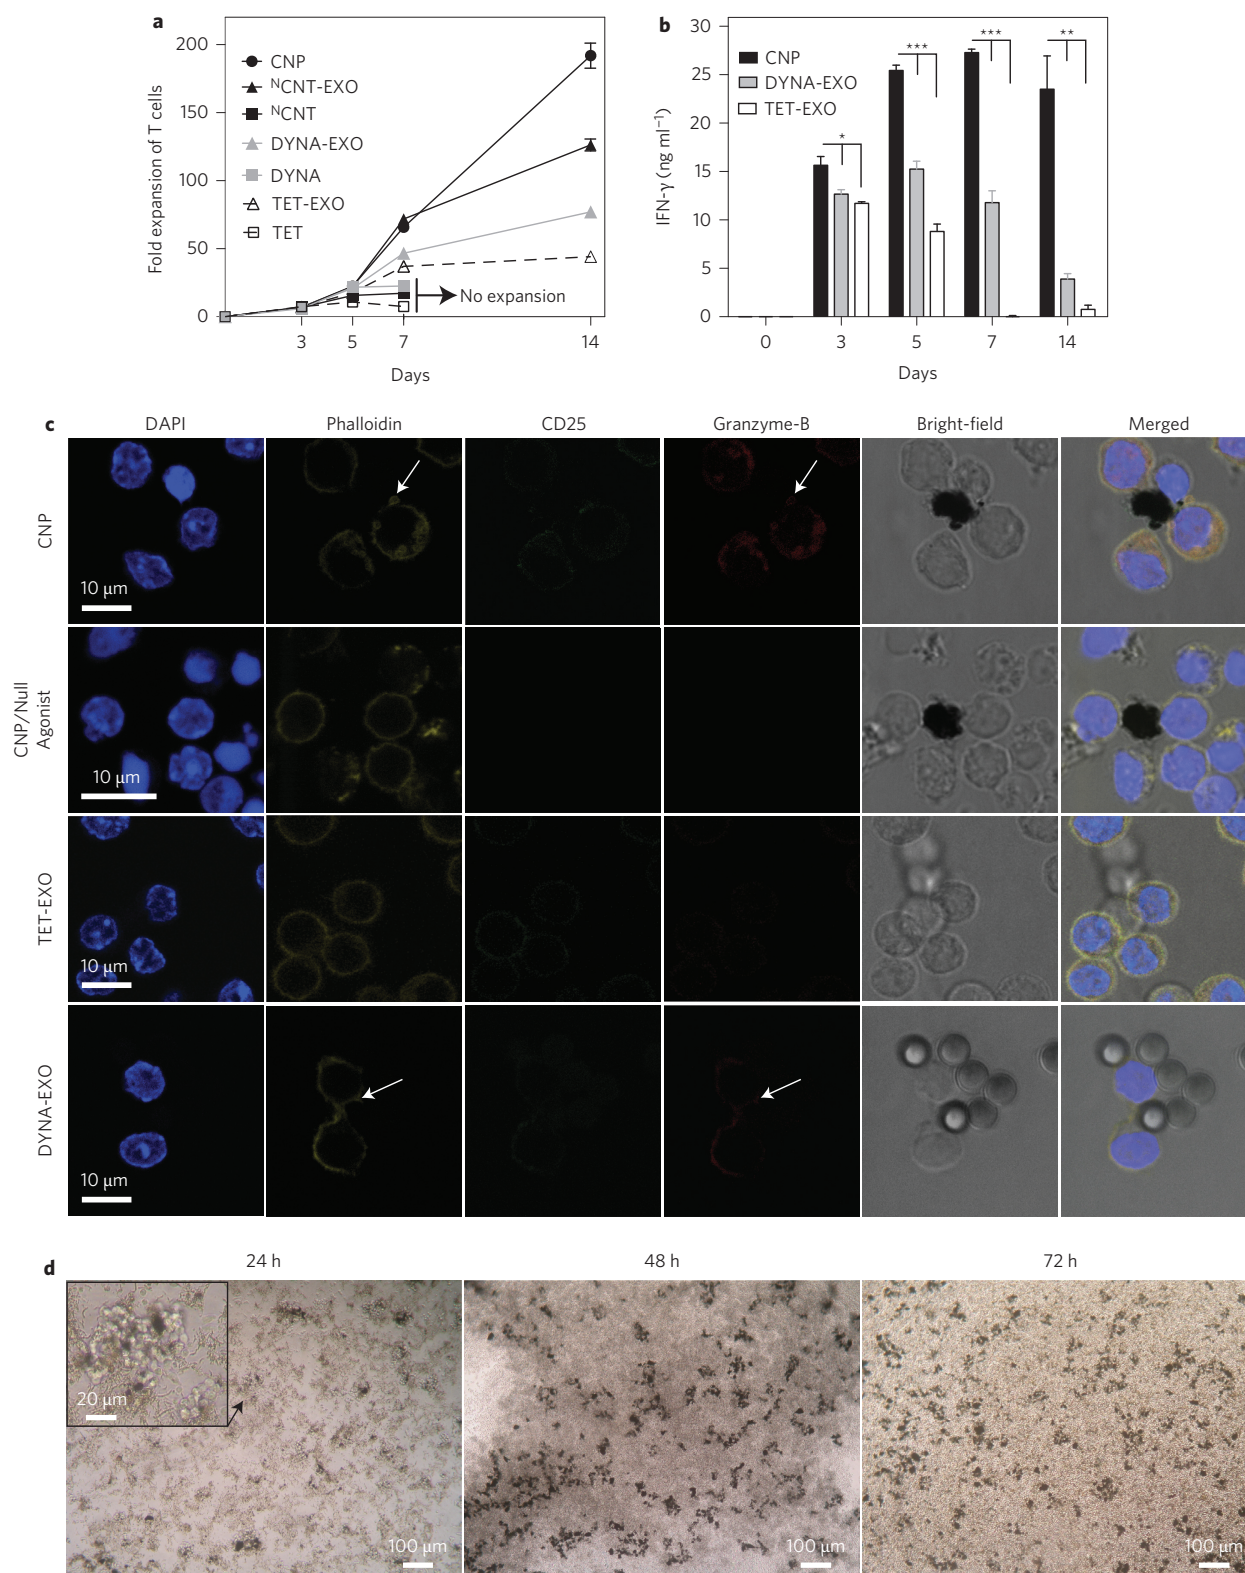 a
200
150
100
50
0
Fold expansion of T cells
CNP
ᴺCNT-EXO
ᴺCNT
DYNA-EXO
DYNA
TET-EXO
TET
No expansion
3 5 7 14
Days
b
30
25
20
15
10
5
0
IFN-γ (ng ml⁻¹)
CNP
DYNA-EXO
TET-EXO
*
***
***
**
0 3 5 7 14
Days
c
DAPI Phalloidin CD25 Granzyme-B Bright-field Merged
CNP
10 μm
CNP/Null
Agonist
10 μm
TET-EXO
10 μm
DYNA-EXO
10 μm
d
24 h 48 h 72 h
20 μm
100 μm 100 μm 100 μm